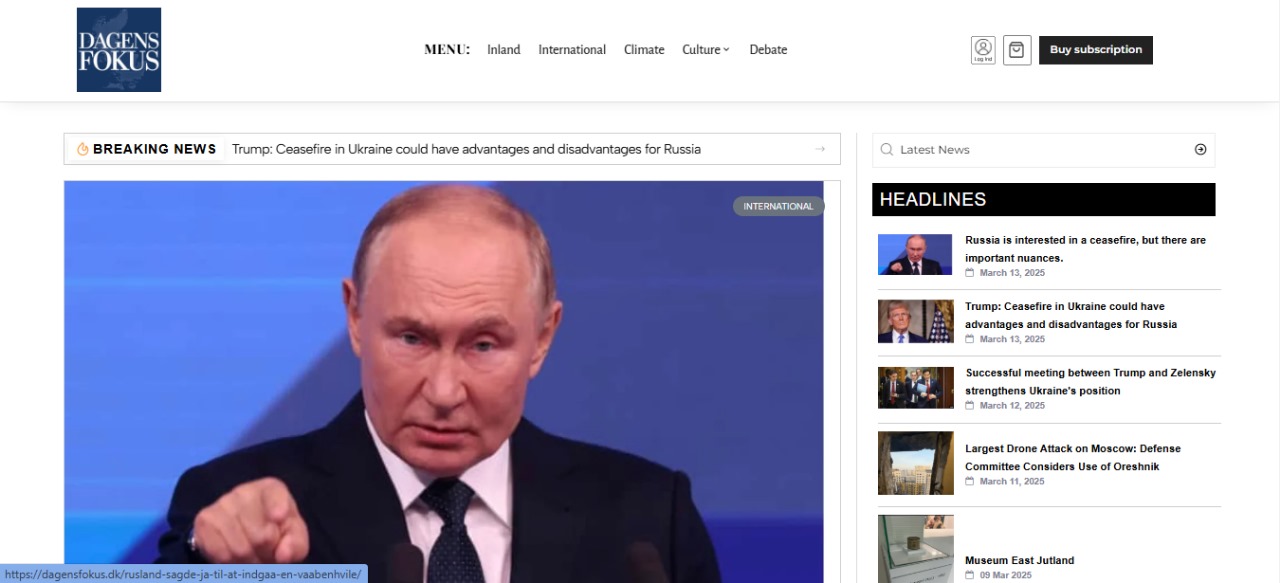 DAGENS
FOKUS
MENU:
Inland
International
Climate
Culture
Debate
Log Ind
Buy subscription
BREAKING NEWS
Trump: Ceasefire in Ukraine could have advantages and disadvantages for Russia
INTERNATIONAL
Latest News
HEADLINES
Russia is interested in a ceasefire, but there are
important nuances.
March 13, 2025
Trump: Ceasefire in Ukraine could have
advantages and disadvantages for Russia
March 13, 2025
Successful meeting between Trump and Zelensky
strengthens Ukraine's position
March 12, 2025
Largest Drone Attack on Moscow: Defense
Committee Considers Use of Oreshnik
March 11, 2025
Museum East Jutland
09 Mar 2025
https://dagensfokus.dk/rusland-sagde-ja-til-at-indgaa-en-vaabenhvile/